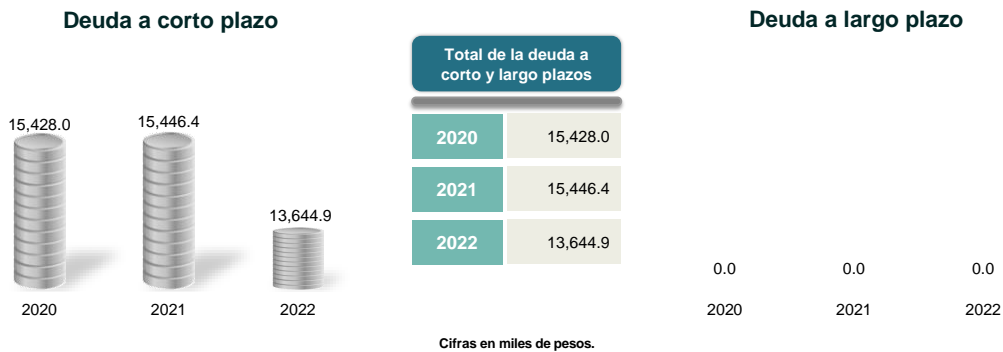 Deuda a corto plazo
15,428.0
15,446.4
13,644.9
2020
2021
2022
Total de la deuda a
corto y largo plazos
2020 15,428.0
2021 15,446.4
2022 13,644.9
Deuda a largo plazo
0.0 0.0 0.0
2020 2021 2022
Cifras en miles de pesos.